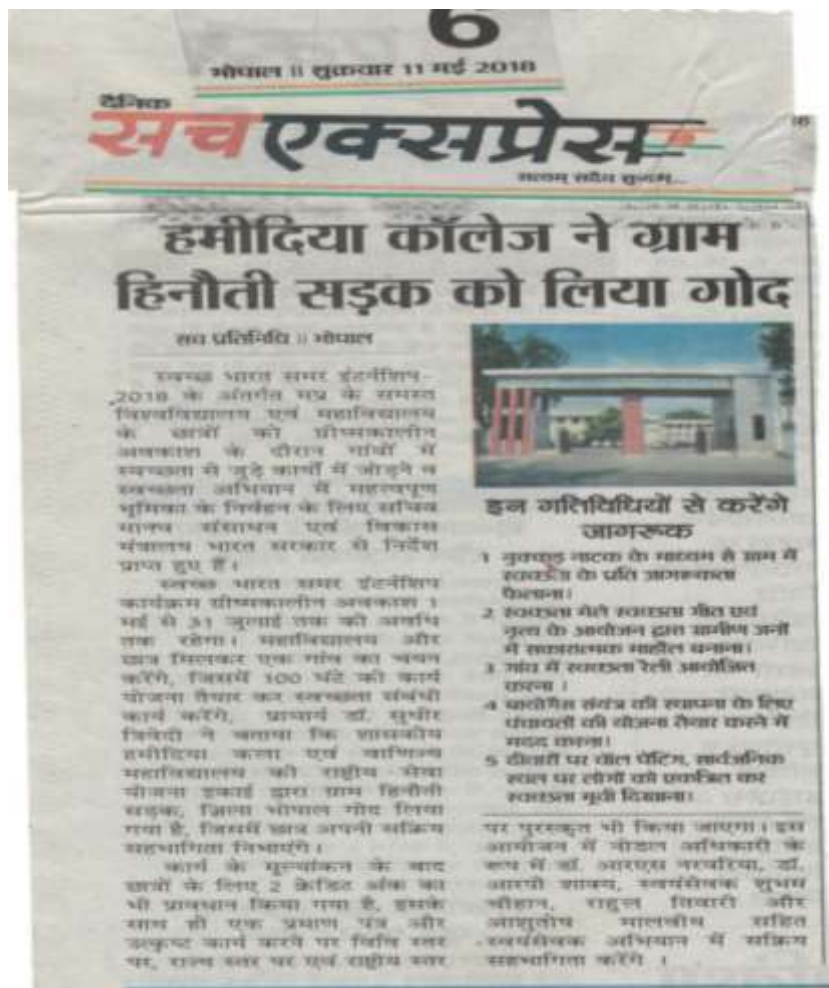 6
भोपाल ॥ शुक्रवार 11 मई 2018
दैनिक
सच एक्सप्रेस
सत्यम् सदैव सुन्दरम्...
हमीदिया कॉलेज ने ग्राम
हिनौती सड़क को लिया गोद
सच प्रतिनिधि ॥ भोपाल
स्वच्छ भारत समर इंटर्नशिप-
2018 के अंतर्गत मप्र के समस्त
विश्वविद्यालय एवं महाविद्यालय
के छात्रों को ग्रीष्मकालीन
अवकाश के दौरान गांवों में
स्वच्छता से जुड़े कार्यों में जोड़ने व
स्वच्छता अभियान में महत्वपूण
भूमिका के निर्वहन के लिए सचिव
मानव संसाधन एवं विकास
मंत्रालय भारत सरकार से निर्देश
प्राप्त हुए हैं।
स्वच्छ भारत समर इंटर्नशिप
कार्यक्रम ग्रीष्मकालीन अवकाश 1
मई से 31 जुलाई तक की अवधि
तक रहेगा। महाविद्यालय और
छात्र मिलकर एक गांव का चयन
करेंगे, जिसमें 100 घंटे की कार्य
योजना तैयार कर स्वच्छता संबंधी
कार्य करेंगे, प्राचार्य डॉ. सुधीर
त्रिवेदी ने बताया कि शासकीय
हमीदिया कला एवं वाणिज्य
महाविद्यालय की राष्ट्रीय सेवा
योजना इकाई द्वारा ग्राम हिनौती
सड़क, जिला भोपाल गोद लिया
गया है, जिसमें छात्र अपनी सक्रिय
सहभागिता निभाएंगे।
कार्य के मूल्यांकन के बाद
छात्रों के लिए 2 क्रेडिट अंक का
भी प्रावधान किया गया है, इसके
साथ ही एक प्रमाण पत्र और
उत्कृष्ट कार्य करने पर विवि स्तर
पर, राज्य स्तर पर एवं राष्ट्रीय स्तर
इन गतिविधियों से करेंगे
जागरूक
1 नुक्कड़ नाटक के माध्यम से ग्राम में
स्वच्छता के प्रति जागरूकता
फैलाना।
2 स्वच्छता मेले स्वच्छता गीत एवं
नृत्य के आयोजन द्वारा ग्रामीण जनों
में सकारात्मक माहौल बनाना।
3 गांव में स्वच्छता रैली आयोजित
करना ।
4 बायोगैस संयंत्र की स्थापना के लिए
पंचायतों की योजना तैयार करने में
मदद करना।
5 दीवारों पर वॉल पेंटिंग, सार्वजनिक
स्थल पर लोगों को एकत्रित कर
स्वच्छता मूवी दिखाना।
पर पुरस्कृत भी किया जाएगा। इस
आयोजन में नोडल अधिकारी के
रूप में डॉ. आरएस नरवरिया, डॉ.
आरपी शाक्य, स्वयंसेवक शुभम
चौहान, राहुल तिवारी और
आशुतोष मालवीय सहित
स्वयंसेवक अभियान में सक्रिय
सहभागिता करेंगे ।